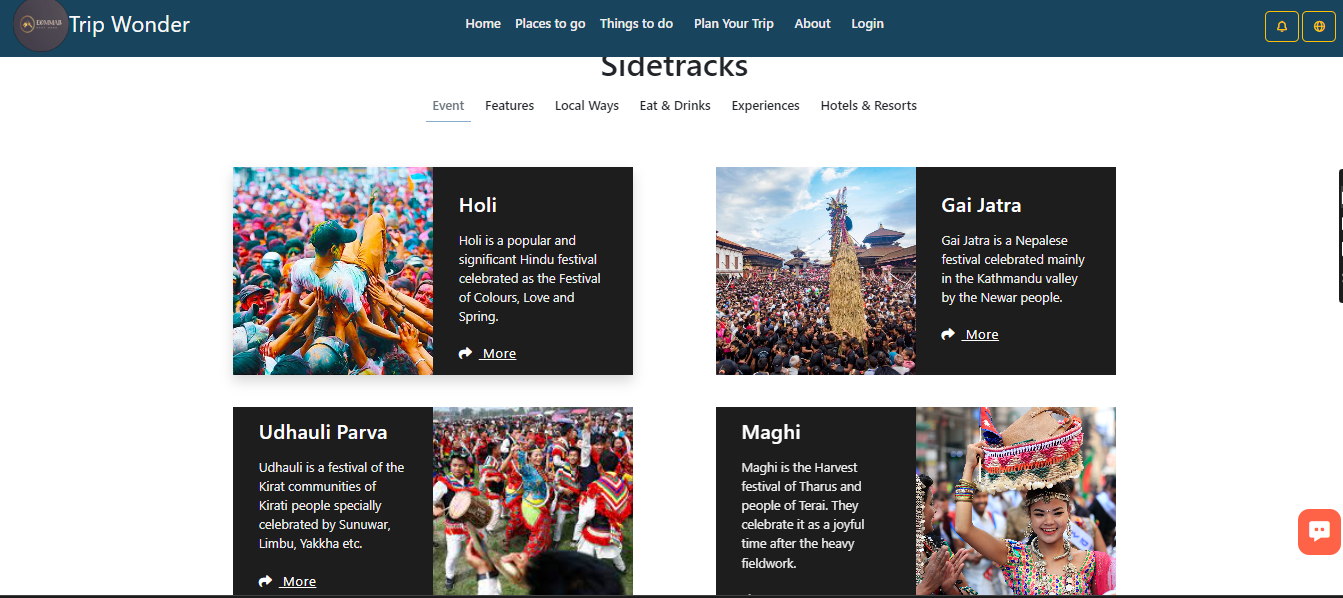 Trip Wonder
Home Places to go Things to do Plan Your Trip About Login
Sidetracks
Event Features Local Ways Eat & Drinks Experiences Hotels & Resorts
Holi
Holi is a popular and
significant Hindu festival
celebrated as the Festival
of Colours, Love and
Spring.
More
Gai Jatra
Gai Jatra is a Nepalese
festival celebrated mainly
in the Kathmandu valley
by the Newar people.
More
Udhauli Parva
Udhauli is a festival of the
Kirat communities of
Kirati people specially
celebrated by Sunuwar,
Limbu, Yakkha etc.
More
Maghi
Maghi is the Harvest
festival of Tharus and
people of Terai. They
celebrate it as a joyful
time after the heavy
fieldwork.